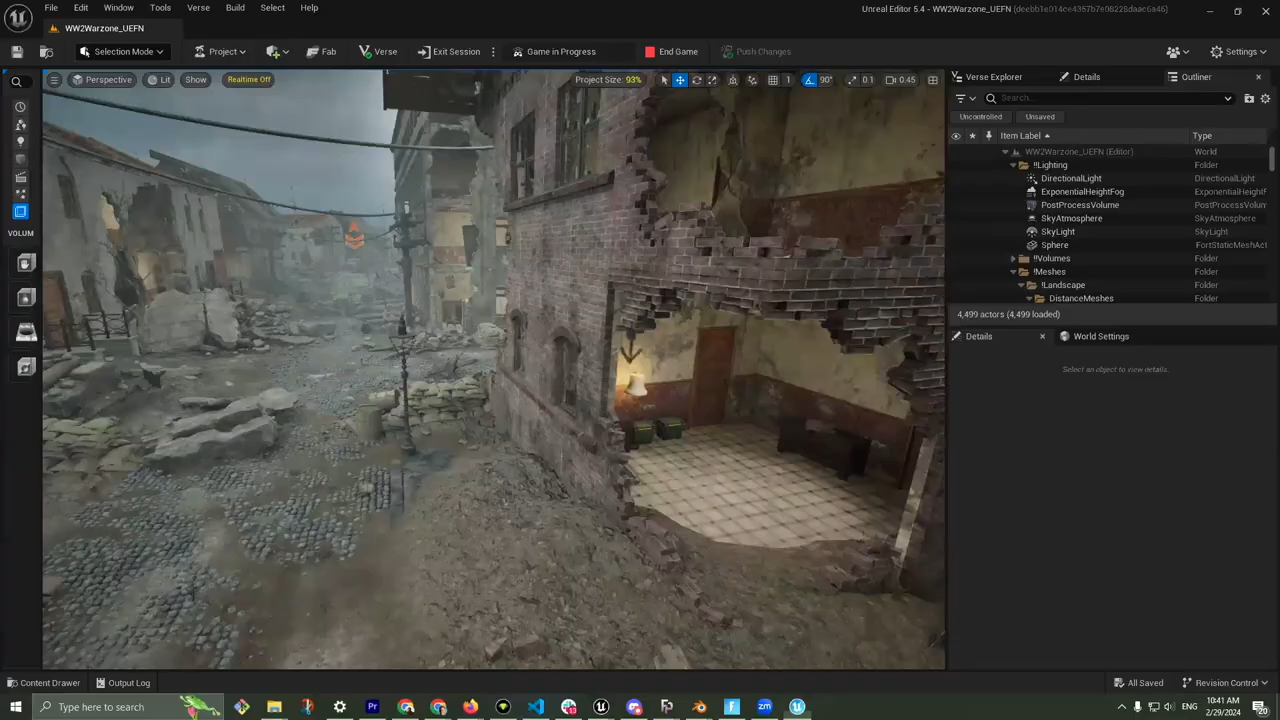 File Edit Window Tools Verse Build Select Help
Unreal Editor 5.4 - WW2Warzone_UEFN
WW2Warzone_UEFN
Selection Mode
Project
Fab
Verse
Exit Session
Game in Progress
End Game
Push Changes
Settings
Perspective
Lit
Show
Realtime Off
Project Size: 93%
1
90°
0.1
0.45
VOLUM
Verse Explorer
Details
Outliner
Search...
Uncontrolled
Unsaved
Item Label
Type
WW2Warzone_UEFN (Editor) World
!!Lighting Folder
DirectionalLight DirectionalLight
ExponentialHeightFog ExponentialHeightF
PostProcessVolume PostProcessVolum
SkyAtmosphere SkyAtmosphere
SkyLight SkyLight
Sphere FortStaticMeshAct
!!Volumes Folder
!Meshes Folder
!Landscape Folder
DistanceMeshes Folder
4,499 actors (4,499 loaded)
Details
World Settings
Select an object to view details.
Content Drawer
Output Log
All Saved
Revision Control
Type here to search
Pr
zm
ENG
10:41 AM
2/29/2024